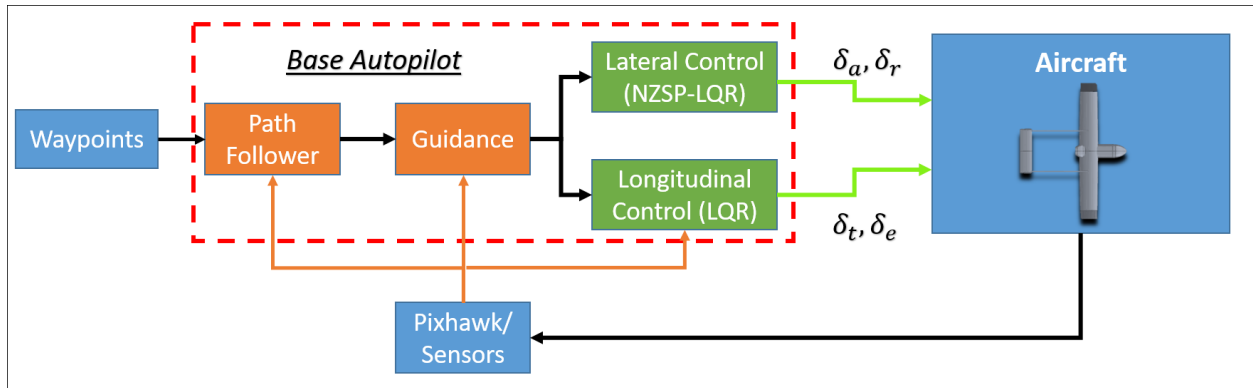 Base Autopilot
Waypoints
Path
Follower
Guidance
Lateral Control
(NZSP-LQR)
Longitudinal
Control (LQR)
δₐ, δᵣ
δₜ, δₑ
Aircraft
Pixhawk/
Sensors